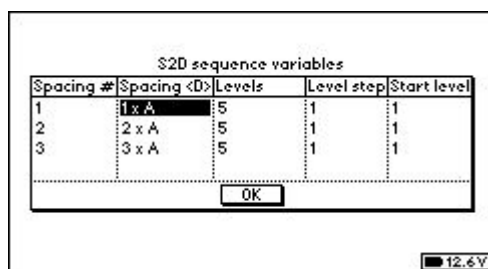 S2D sequence variables
Spacing # Spacing <D> Levels Level step Start level
1 1 x A 5 1 1
2 2 x A 5 1 1
3 3 x A 5 1 1
OK
12.6V